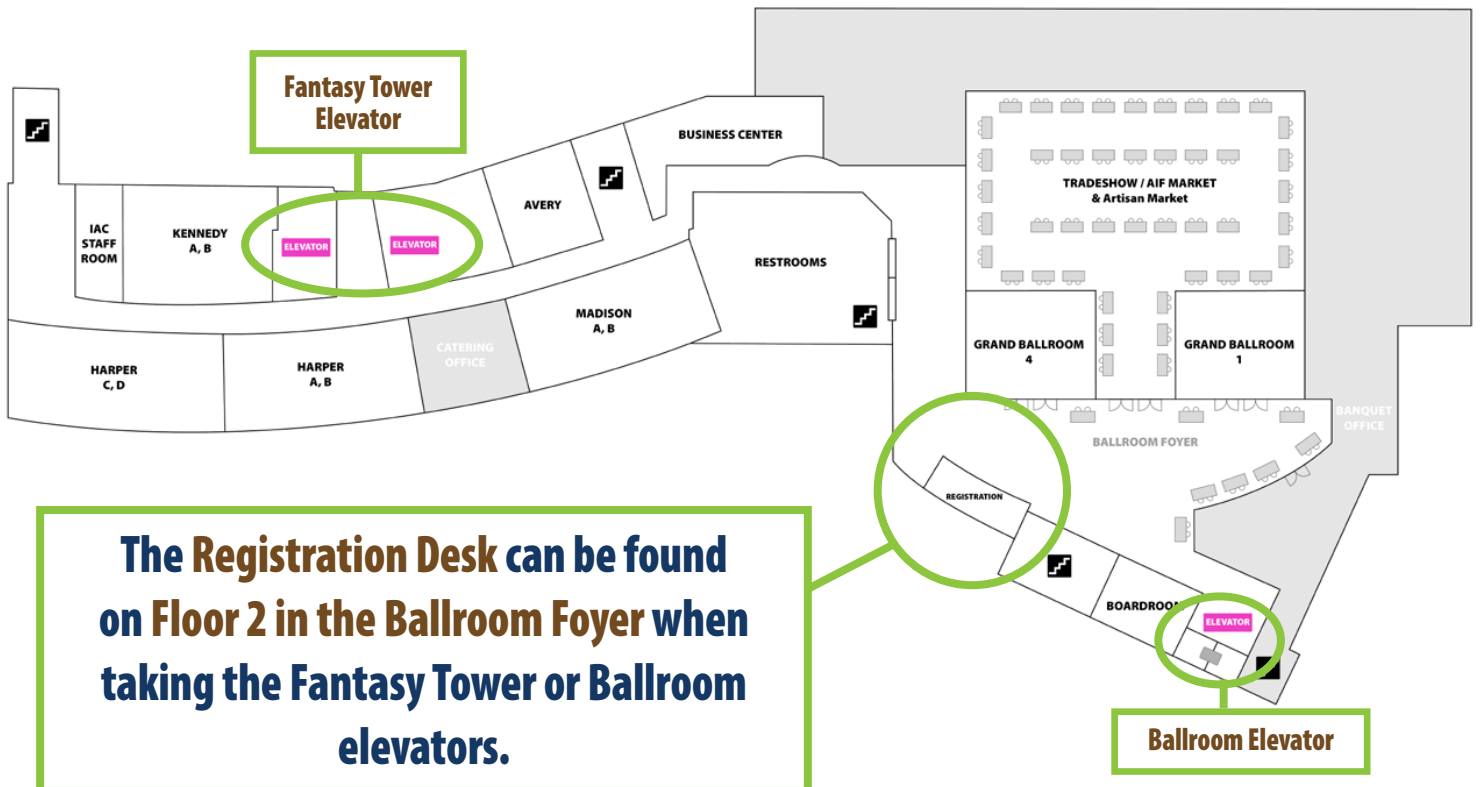 Fantasy Tower
Elevator
BUSINESS CENTER
AVERY
IAC
STAFF
ROOM
KENNEDY
A, B
ELEVATOR
ELEVATOR
RESTROOMS
TRADESHOW / AIF MARKET
& Artisan Market
HARPER
C, D
HARPER
A, B
CATERING
OFFICE
MADISON
A, B
GRAND BALLROOM
4
GRAND BALLROOM
1
BALLROOM FOYER
BANQUET
OFFICE
REGISTRATION
BOARDROOM
ELEVATOR
The Registration Desk can be found
on Floor 2 in the Ballroom Foyer when
taking the Fantasy Tower or Ballroom
elevators.
Ballroom Elevator